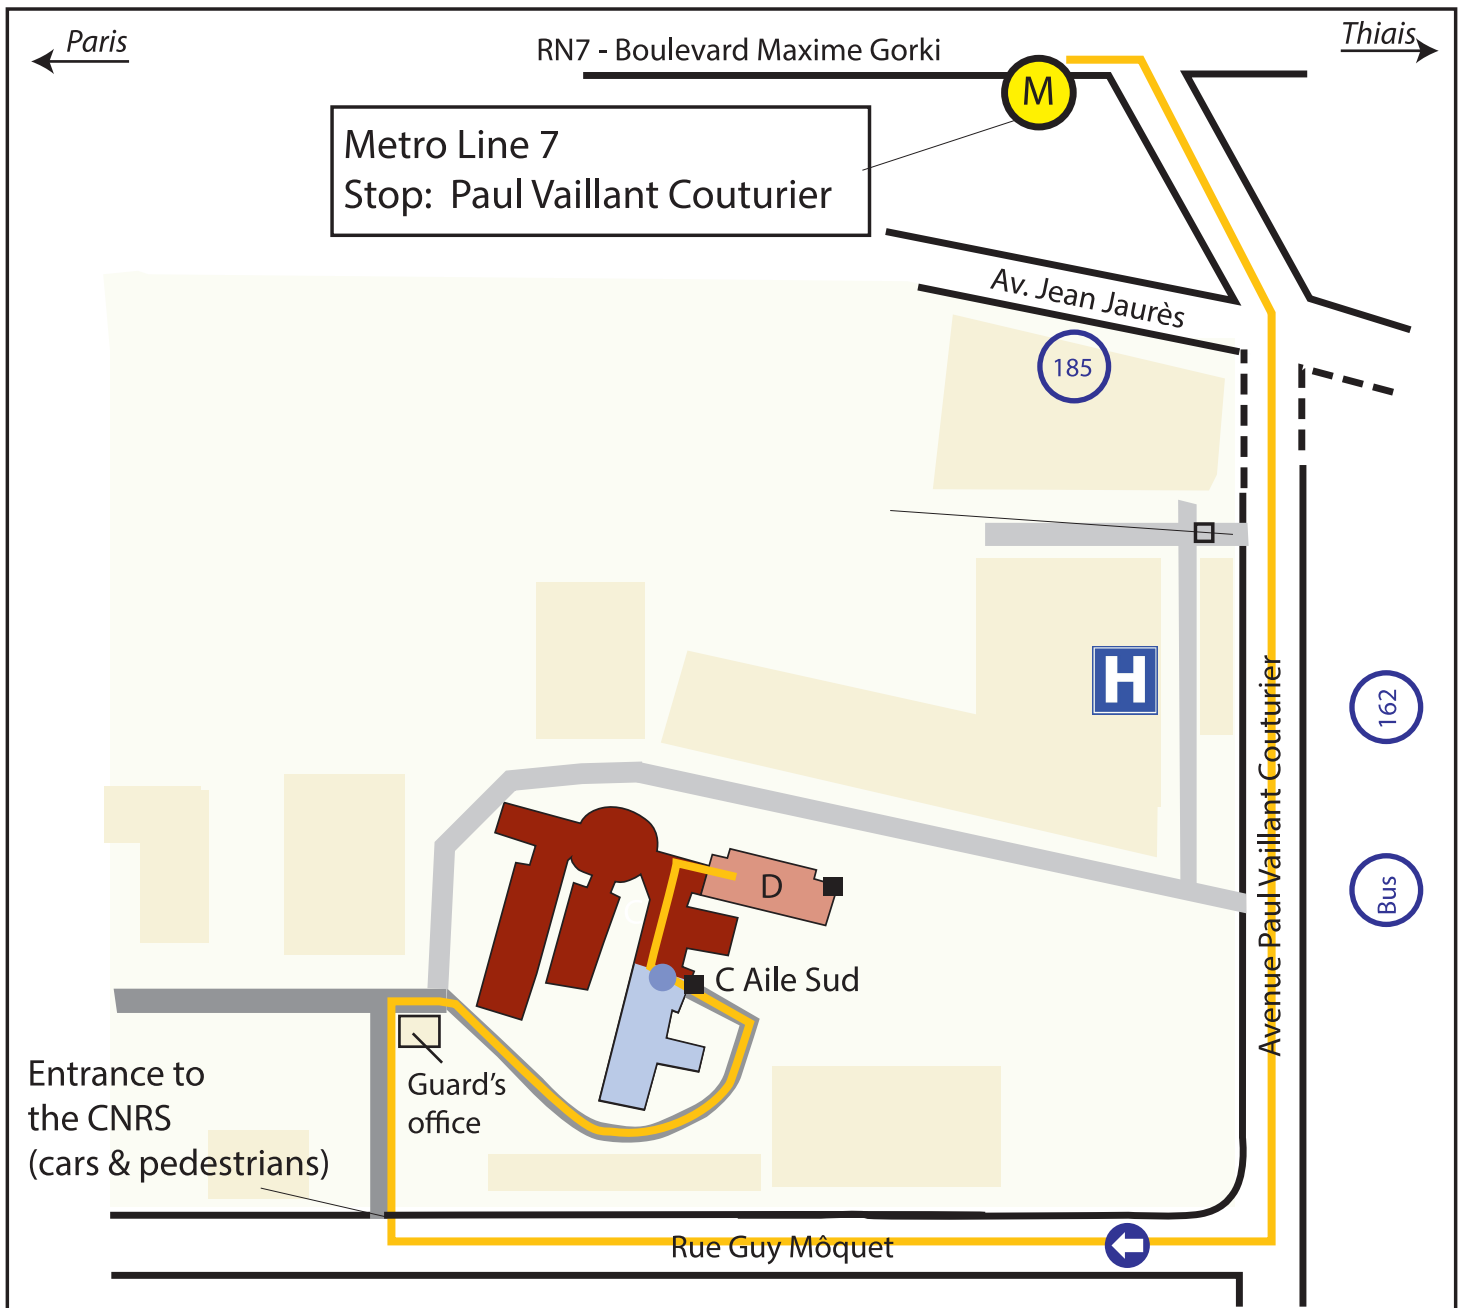 Paris
RN7 - Boulevard Maxime Gorki
Thiais
M
Metro Line 7
Stop: Paul Vaillant Couturier
Av. Jean Jaurès
185
H
162
Avenue Paul Vaillant Couturier
Bus
D
C Aile Sud
Guard's
office
Entrance to
the CNRS
(cars & pedestrians)
Rue Guy Môquet